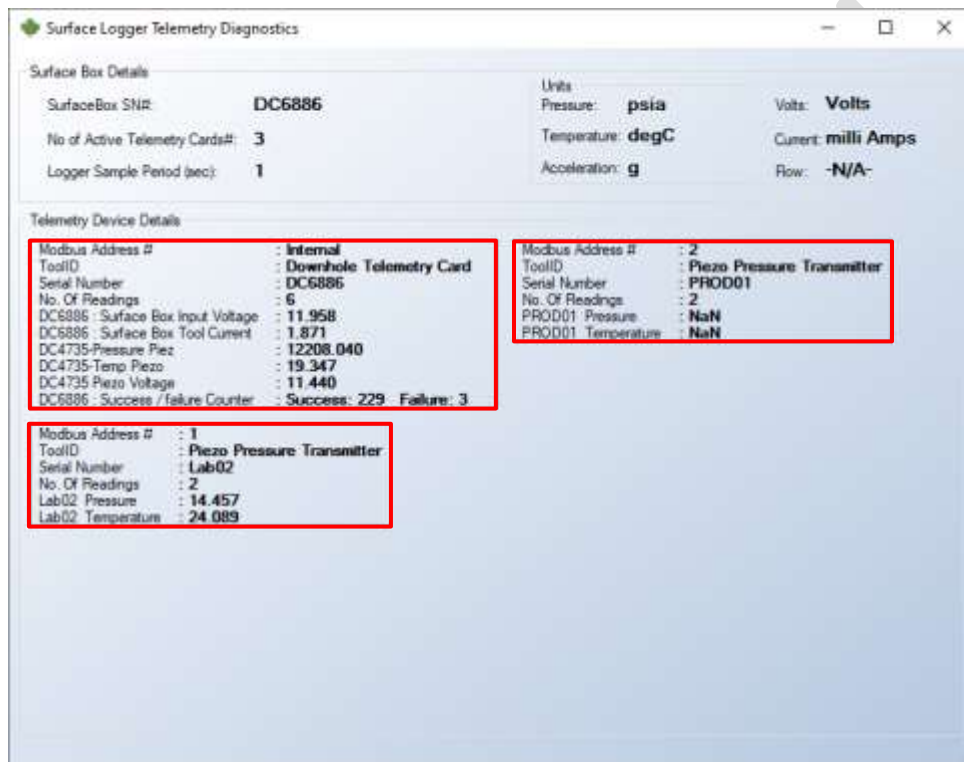 Surface Logger Telemetry Diagnostics
Surface Box Details
SurfaceBox SN#: DC6886
No of Active Telemetry Cards#: 3
Logger Sample Period (sec): 1
Units
Pressure: psia Volts: Volts
Temperature: degC Current: milli Amps
Acceleration: g Flow: -N/A-
Telemetry Device Details
Modbus Address # : Internal
ToolID : Downhole Telemetry Card
Serial Number : DC6886
No. Of Readings : 6
DC6886 : Surface Box Input Voltage : 11.958
DC6886 : Surface Box Tool Current : 1.871
DC4735-Pressure Piez : 12208.040
DC4735-Temp Piezo : 19.347
DC4735 Piezo Voltage : 11.440
DC6886 : Success / failure Counter : Success: 229 Failure: 3
Modbus Address # : 2
ToolID : Piezo Pressure Transmitter
Serial Number : PROD01
No. Of Readings : 2
PROD01 Pressure : NaN
PROD01 Temperature : NaN
Modbus Address # : 1
ToolID : Piezo Pressure Transmitter
Serial Number : Lab02
No. Of Readings : 2
Lab02 Pressure : 14.457
Lab02 Temperature : 24.089